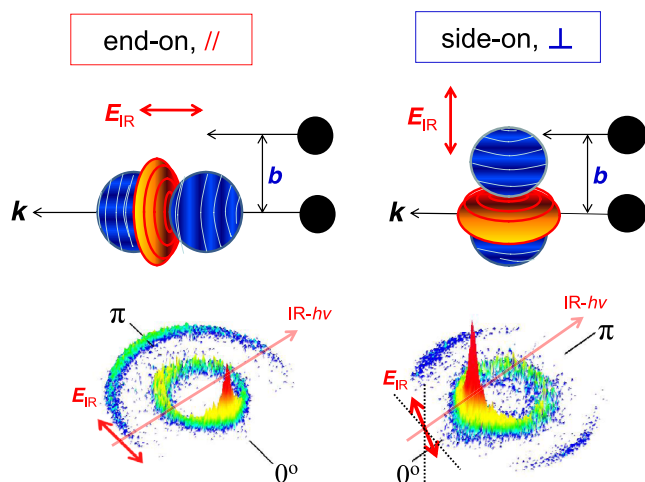 end-on, //
side-on, ⊥
E_IR
E_IR
b
b
k
k
IR-hν
π
E_IR
0°
IR-hν
π
E_IR
0°